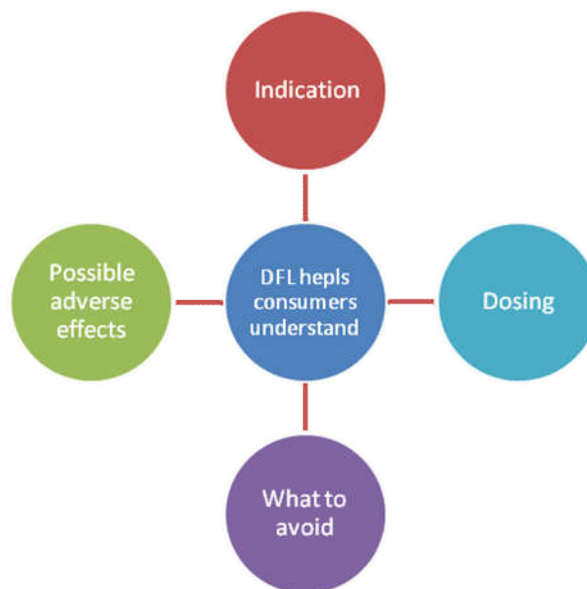 Indication
Possible
adverse
effects
DFL hepls
consumers
understand
Dosing
What to
avoid